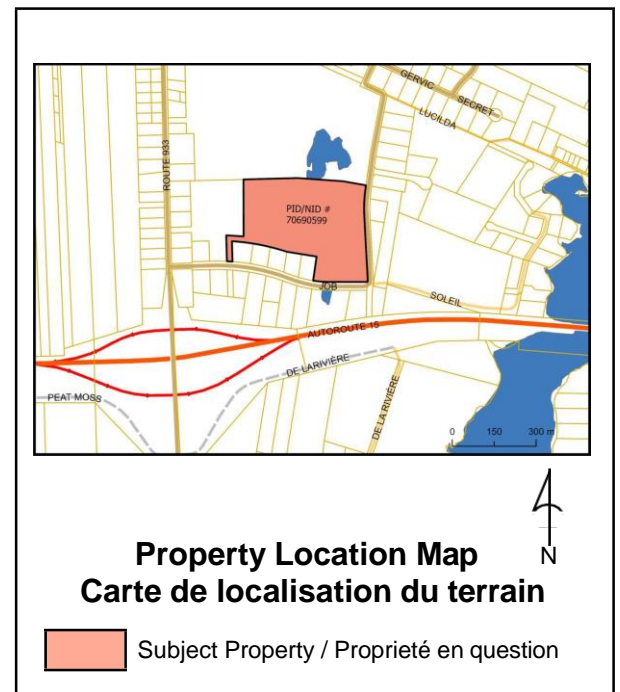 GERVIC
SECRET
LUCILDA
ROUTE 933
PID/NID #
70690599
JOB
SOLEIL
AUTOROUTE 15
DE LARIVIÈRE
PEAT MOSS
DE LA RIVIÈRE
0 150 300 m
N
Property Location Map
Carte de localisation du terrain
Subject Property / Proprieté en question